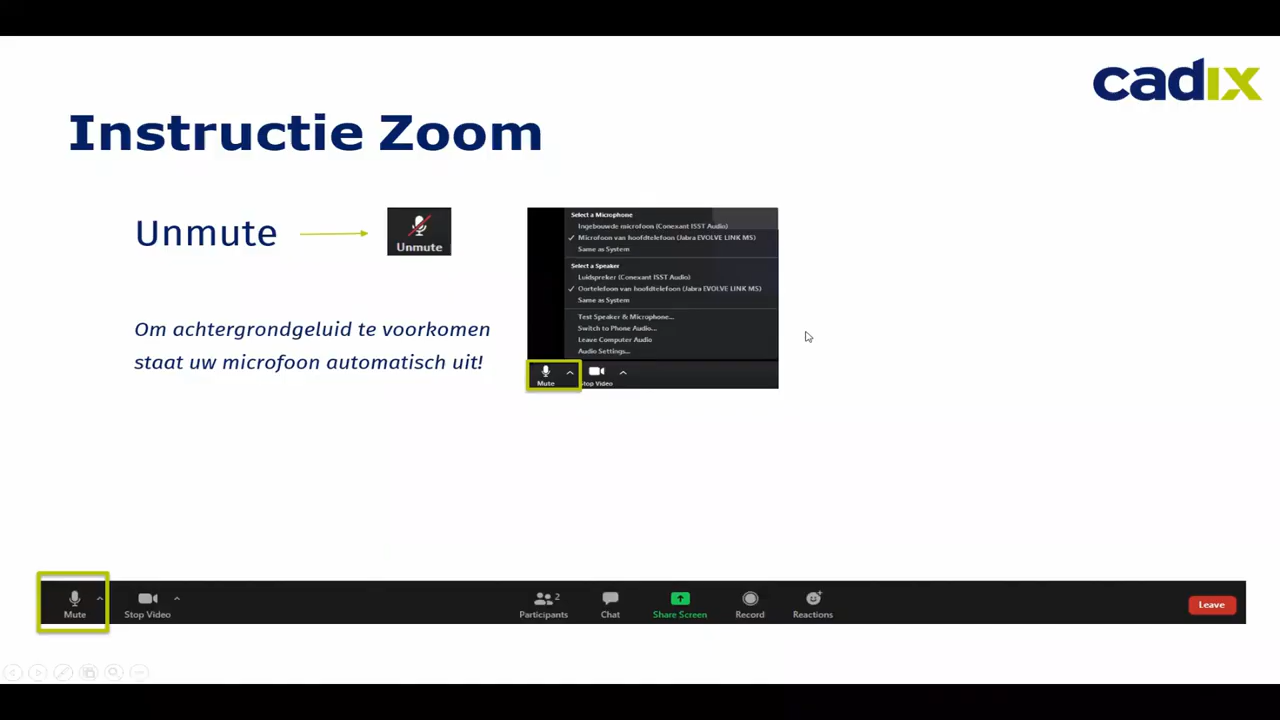 cadix
Instructie Zoom
Unmute
Unmute
Om achtergrondgeluid te voorkomen
staat uw microfoon automatisch uit!
Select a Microphone
Ingebouwde microfoon (Conexant ISST Audio)
✓ Microfoon van hoofdtelefoon (Jabra EVOLVE LINK MS)
Same as System
Select a Speaker
Luidspreker (Conexant ISST Audio)
✓ Oortelefoon van hoofdtelefoon (Jabra EVOLVE LINK MS)
Same as System
Test Speaker & Microphone...
Switch to Phone Audio...
Leave Computer Audio
Audio Settings...
Mute
Stop Video
Mute
Stop Video
Participants 2
Chat
Share Screen
Record
Reactions
Leave